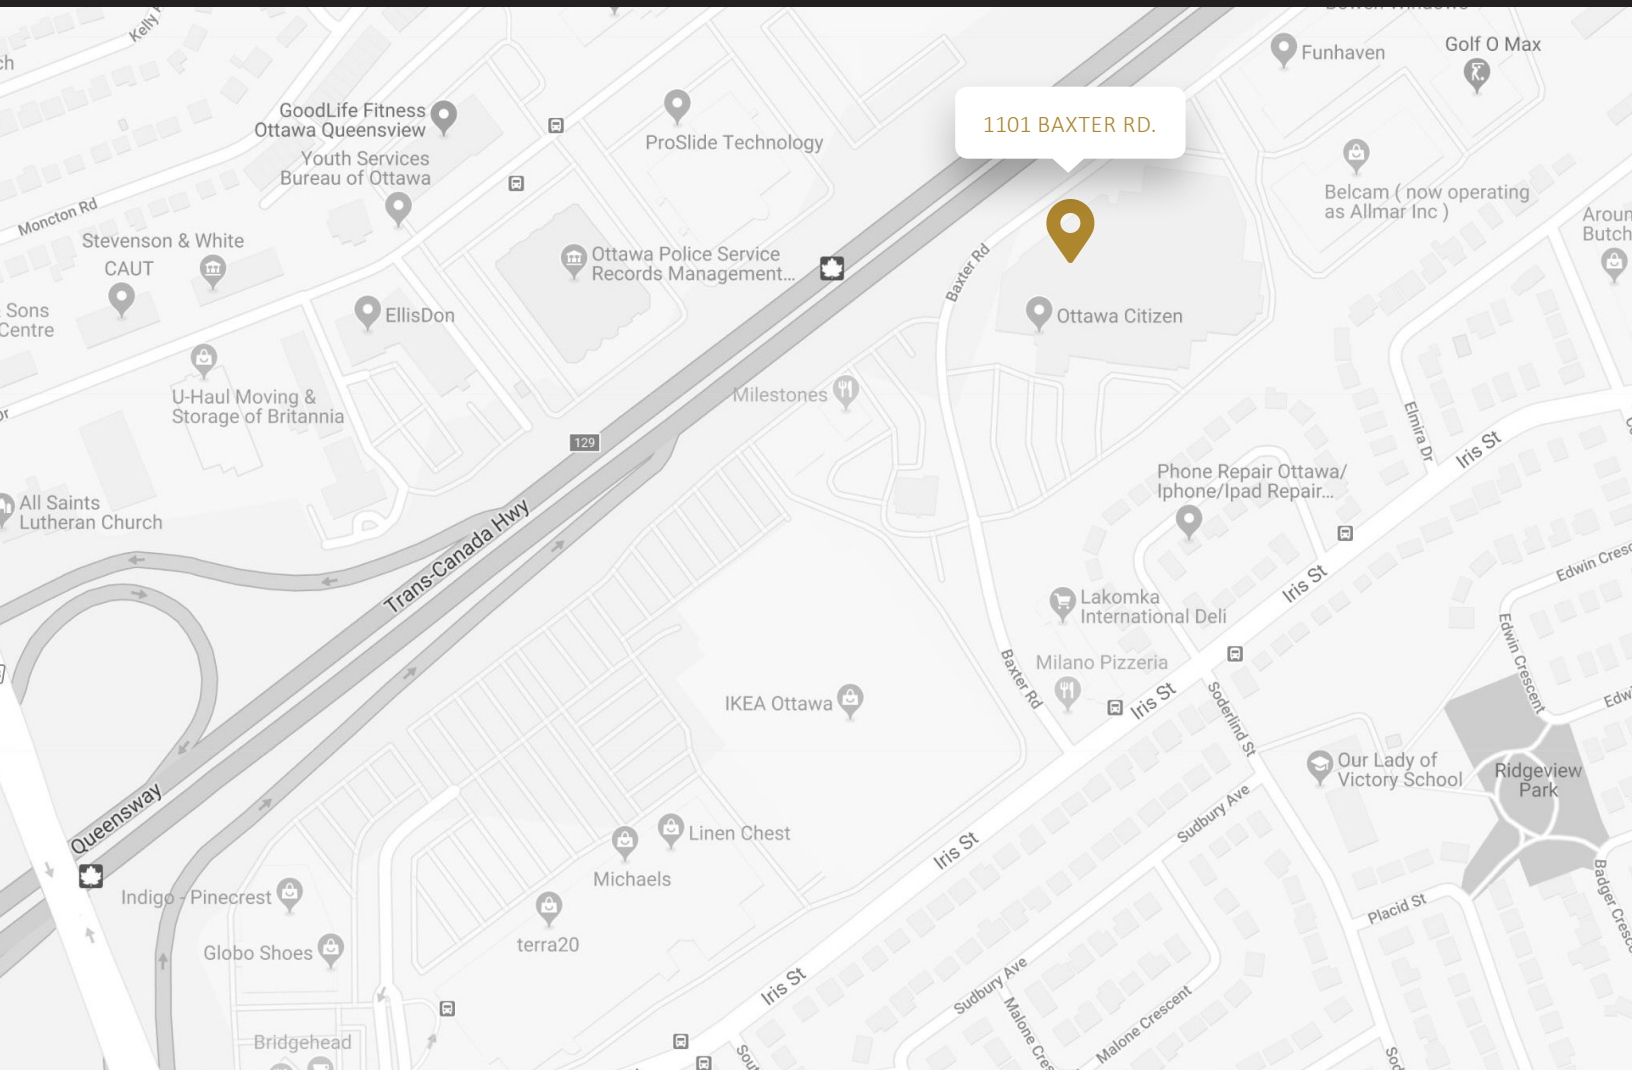 Kelly
Funhaven
Golf O Max
GoodLife Fitness
Ottawa Queensview
1101 BAXTER RD.
ProSlide Technology
Youth Services
Bureau of Ottawa
Belcam ( now operating
as Allmar Inc )
Moncton Rd
Stevenson & White
CAUT
Ottawa Police Service
Records Management...
Baxter Rd
Sons
Centre
EllisDon
Ottawa Citizen
U-Haul Moving &
Storage of Britannia
Milestones
129
Elmira Dr
Iris St
Phone Repair Ottawa/
Iphone/Ipad Repair...
All Saints
Lutheran Church
Trans-Canada Hwy
Iris St
Edwin Cresc
Lakomka
International Deli
Edwin Crescent
Milano Pizzeria
Baxter Rd
Iris St
Soderlind St
IKEA Ottawa
Our Lady of
Victory School
Ridgeview
Park
Queensway
Sudbury Ave
Linen Chest
Michaels
Iris St
Indigo - Pinecrest
Placid St
Badger Cresc
Globo Shoes
terra20
Iris St
Sudbury Ave
Malone Cres
Malone Crescent
Bridgehead